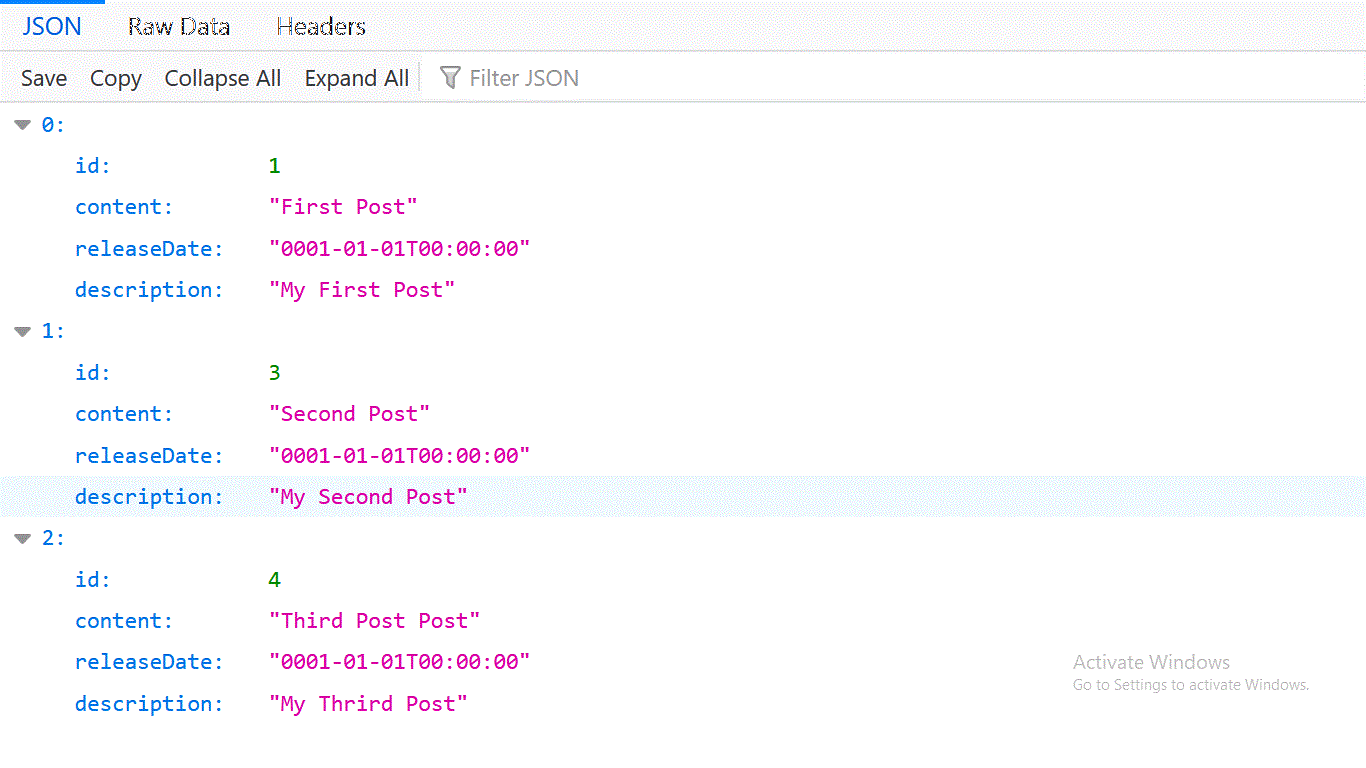 JSON Raw Data Headers
Save Copy Collapse All Expand All Filter JSON
0:
id: 1
content: "First Post"
releaseDate: "0001-01-01T00:00:00"
description: "My First Post"
1:
id: 3
content: "Second Post"
releaseDate: "0001-01-01T00:00:00"
description: "My Second Post"
2:
id: 4
content: "Third Post Post"
releaseDate: "0001-01-01T00:00:00"
description: "My Thrird Post"
Activate Windows
Go to Settings to activate Windows.